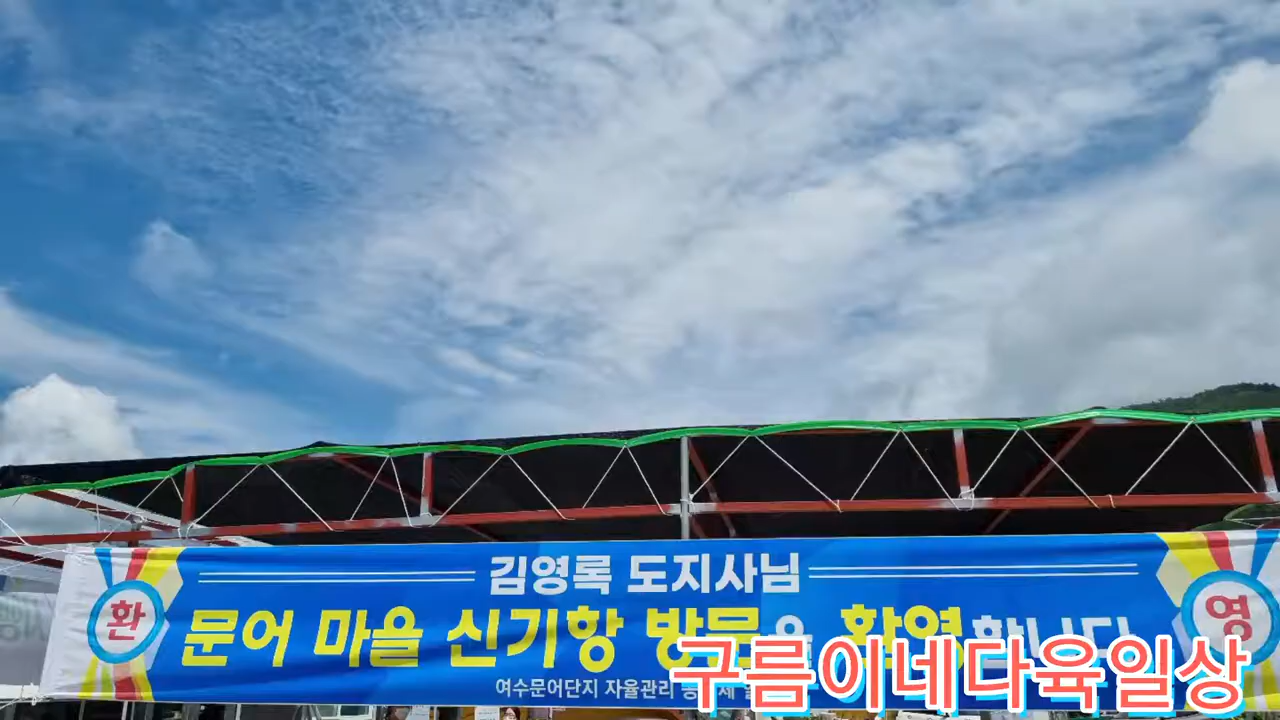 김영록 도지사님
환
문어 마을 신기항 방문을 환영합니다
영
여수문어단지 자율관리
구름이네다육일상